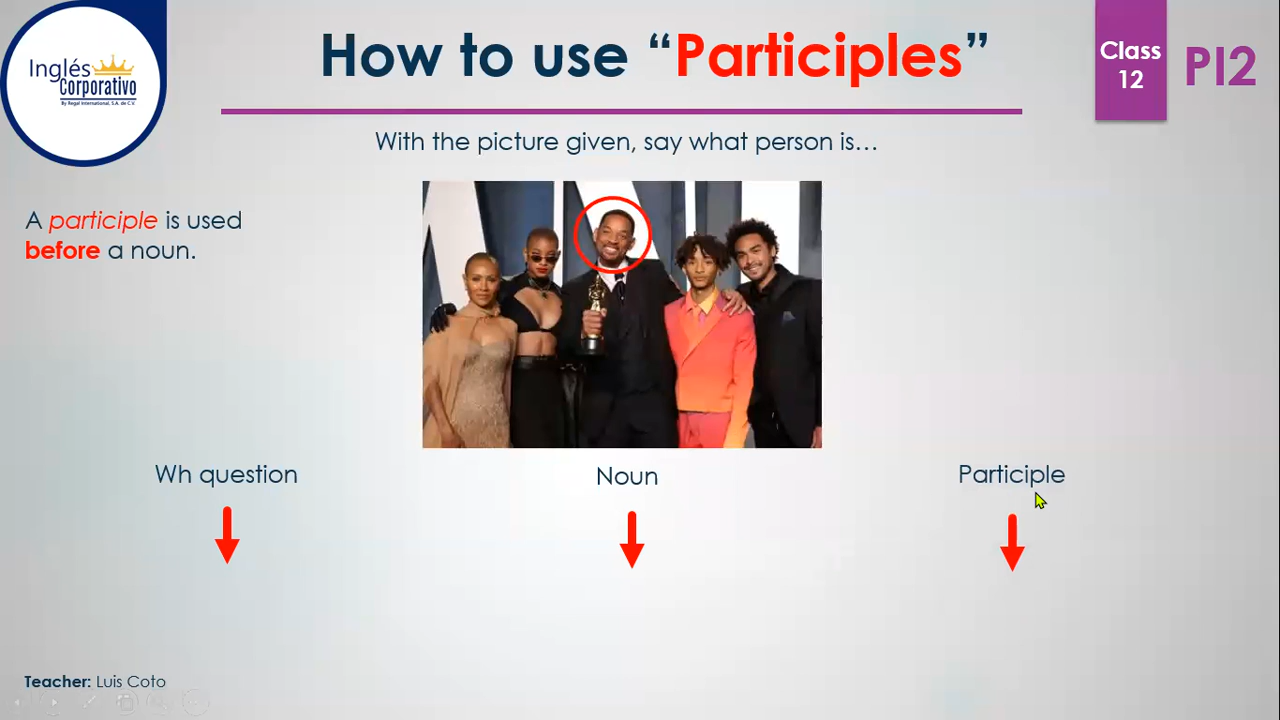 Inglés
Corporativo
By Regal International, S.A. de C.V.
How to use “Participles”
Class
12
PI2
With the picture given, say what person is…
A participle is used
before a noun.
Wh question
Noun
Participle
Teacher: Luis Coto